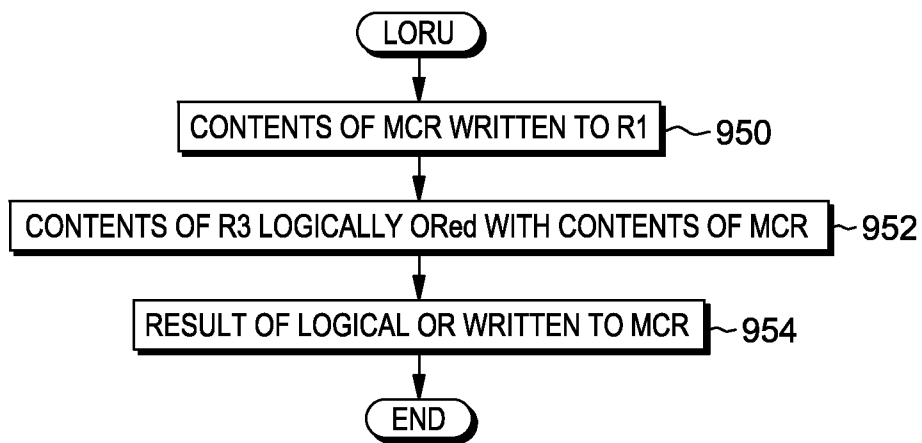 LORU
CONTENTS OF MCR WRITTEN TO R1
950
CONTENTS OF R3 LOGICALLY ORed WITH CONTENTS OF MCR
952
RESULT OF LOGICAL OR WRITTEN TO MCR
954
END